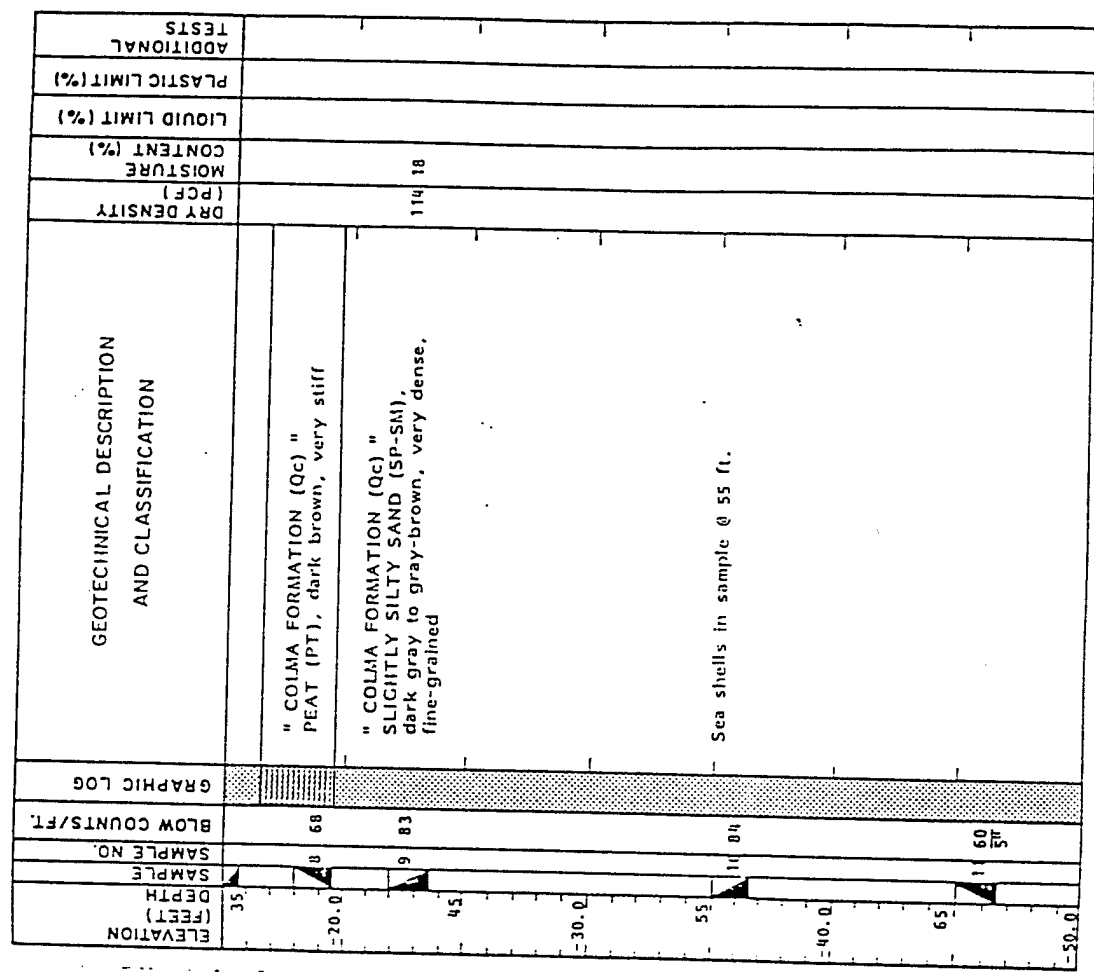 ELEVATION
(FEET)
DEPTH
SAMPLE
SAMPLE NO.
BLOW COUNTS/FT.
GRAPHIC LOG
GEOTECHNICAL DESCRIPTION
AND CLASSIFICATION
DRY DENSITY
(PCF)
MOISTURE
CONTENT (%)
LIQUID LIMIT (%)
PLASTIC LIMIT (%)
ADDITIONAL
TESTS
35
8 68
" COLMA FORMATION (Qc) "
PEAT (PT), dark brown, very stiff
-20.0
9 83
" COLMA FORMATION (Qc) "
SLIGHTLY SILTY SAND (SP-SM),
dark gray to gray-brown, very dense,
fine-grained
114 18
45
-30.0
55
10 84
Sea shells in sample @ 55 ft.
-40.0
65
11 60
5"
-50.0